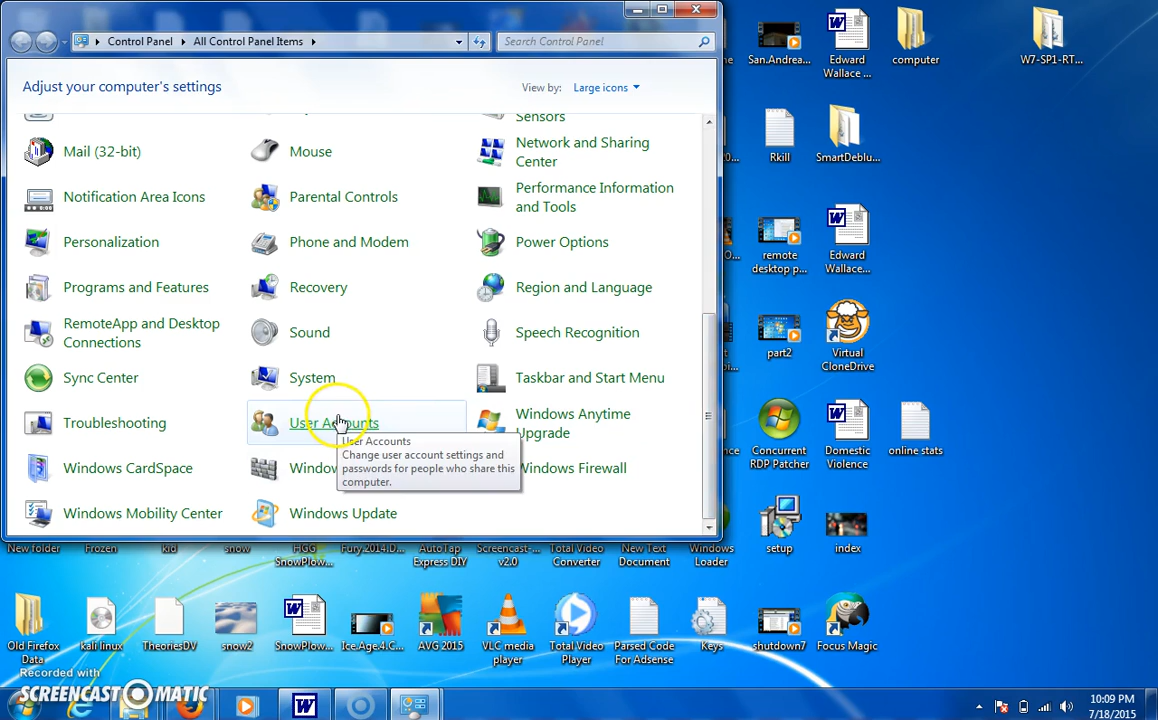 Control Panel
All Control Panel Items
Search Control Panel
Adjust your computer's settings
View by:
Large icons
Sensors
Mail (32-bit)
Mouse
Network and Sharing
Center
Notification Area Icons
Parental Controls
Performance Information
and Tools
Personalization
Phone and Modem
Power Options
Programs and Features
Recovery
Region and Language
RemoteApp and Desktop
Connections
Sound
Speech Recognition
Sync Center
System
Taskbar and Start Menu
Troubleshooting
User Accounts
Windows Anytime
Upgrade
User Accounts
Change user account settings and
passwords for people who share this
computer.
Windows CardSpace
Windows Firewall
Windows Mobility Center
Windows Update
San.Andrea...
Edward
Wallace ...
computer
W7-SP1-RT...
Rkill
SmartDeblu...
remote
desktop p...
Edward
Wallace...
part2
Virtual
CloneDrive
Concurrent
RDP Patcher
Domestic
Violence
online stats
setup
index
New folder
Frozen
kid
snow
HGG
SnowPlow...
Fury.2014.D...
AutoTap
Express DIY
Screencast-...
v2.0
Total Video
Converter
New Text
Document
Windows
Loader
Old Firefox
Data
kali linux
TheoriesDV
snow2
ShowPlow...
Ice.Age.4.C...
AVG 2015
VLC media
player
Total Video
Player
Parsed Code
For Adsense
Keys
shutdown7
Focus Magic
Recorded with
SCREENCAST MATIC
10:09 PM
7/18/2015